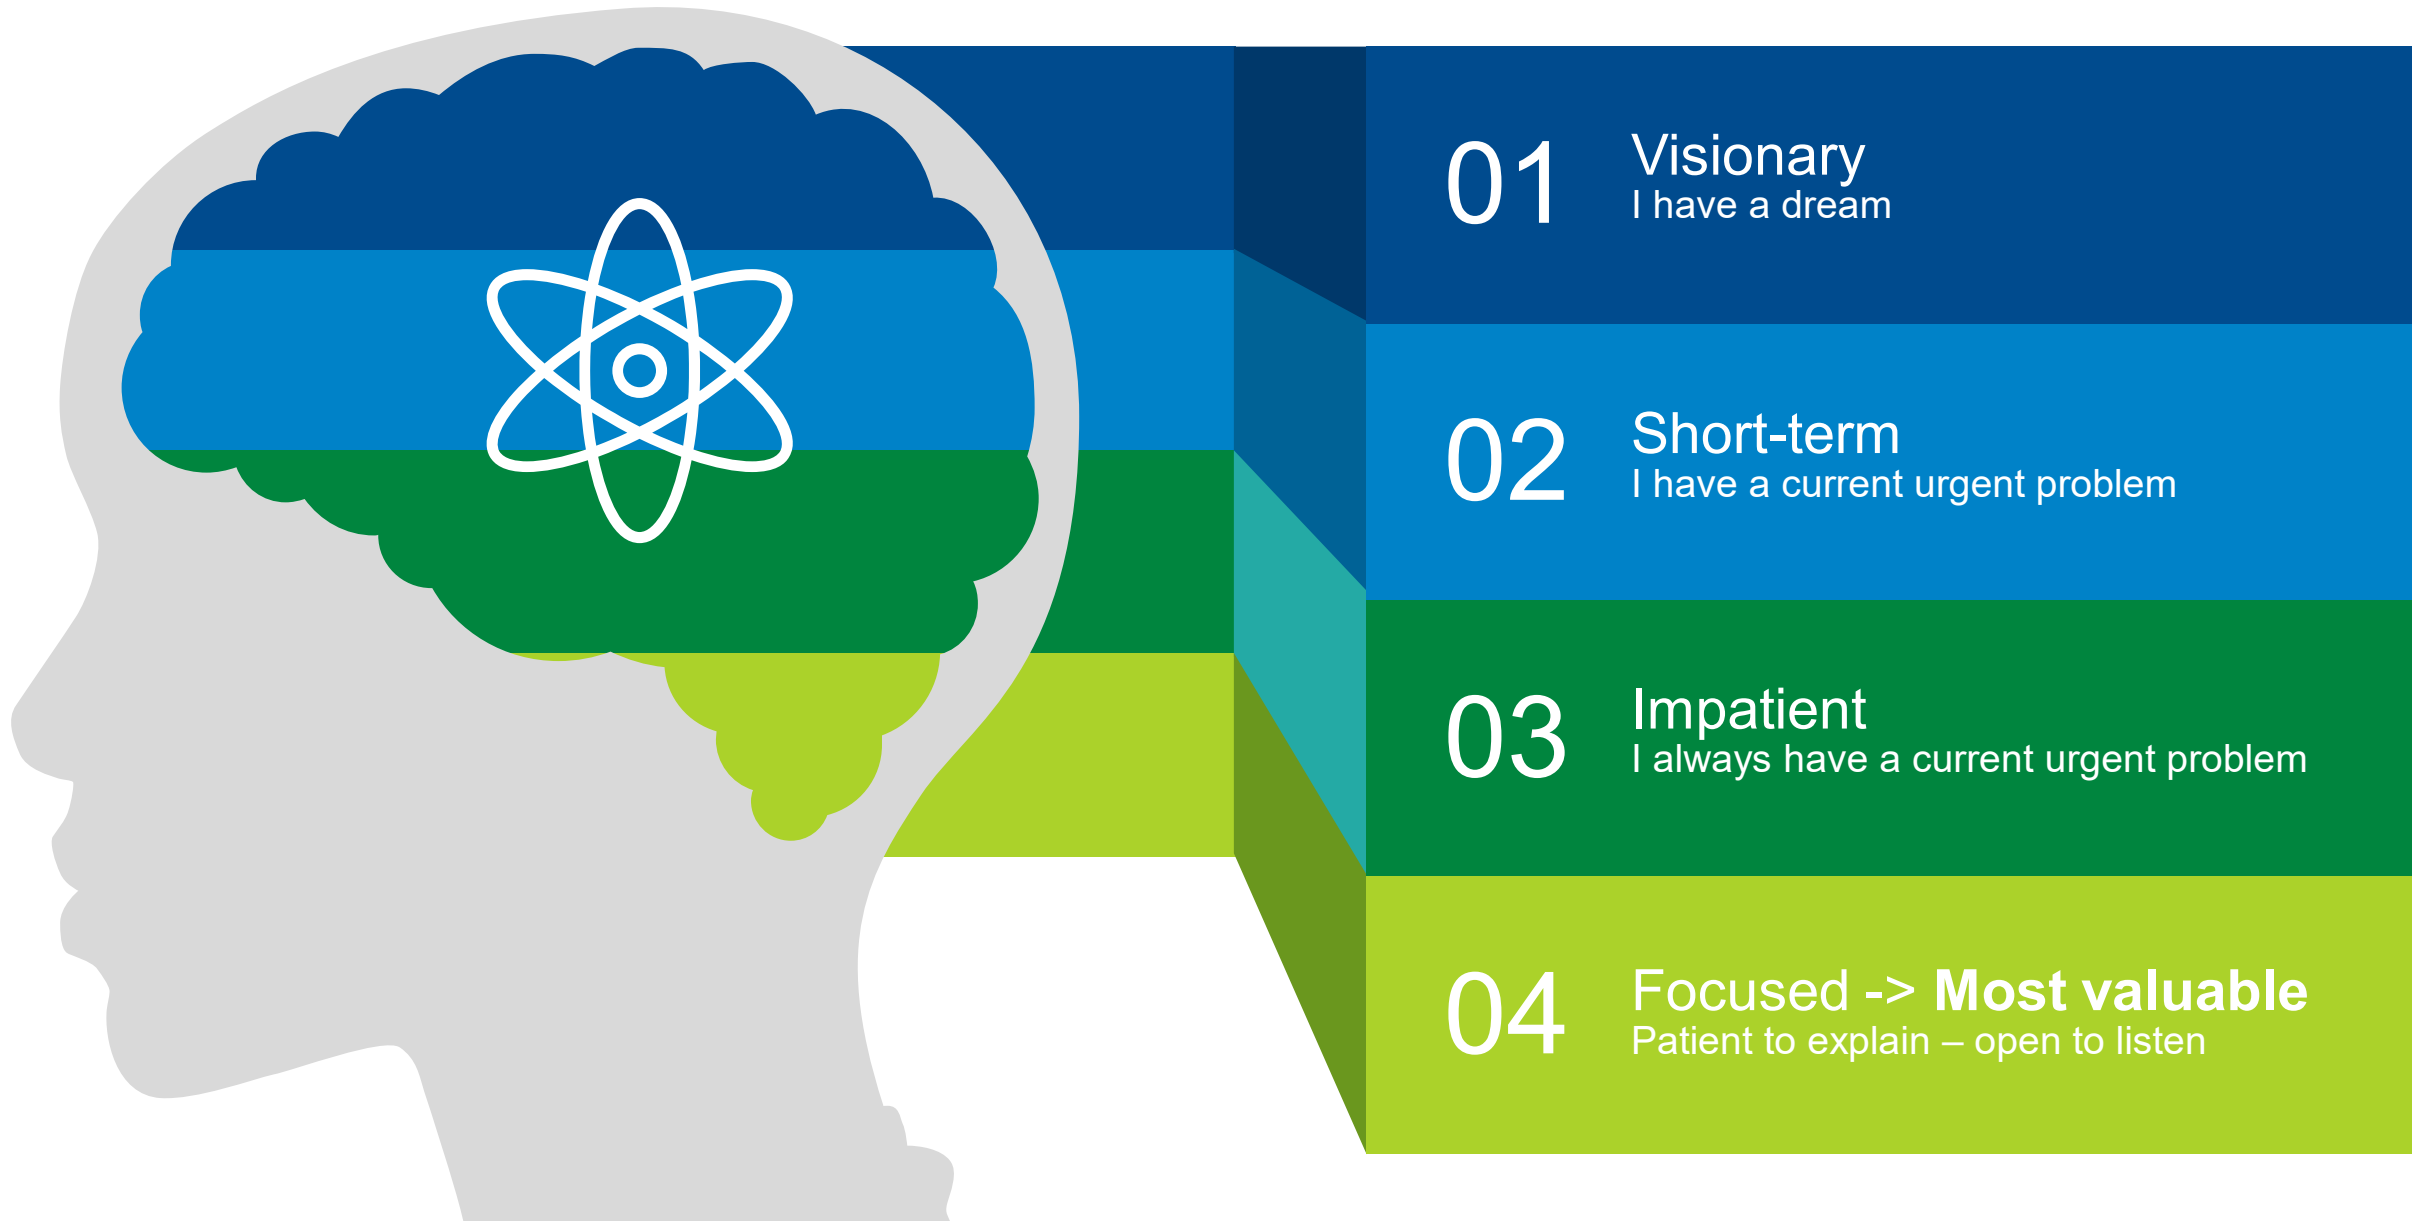 01
Visionary
I have a dream
02
Short-term
I have a current urgent problem
03
Impatient
I always have a current urgent problem
04
Focused -> Most valuable
Patient to explain – open to listen